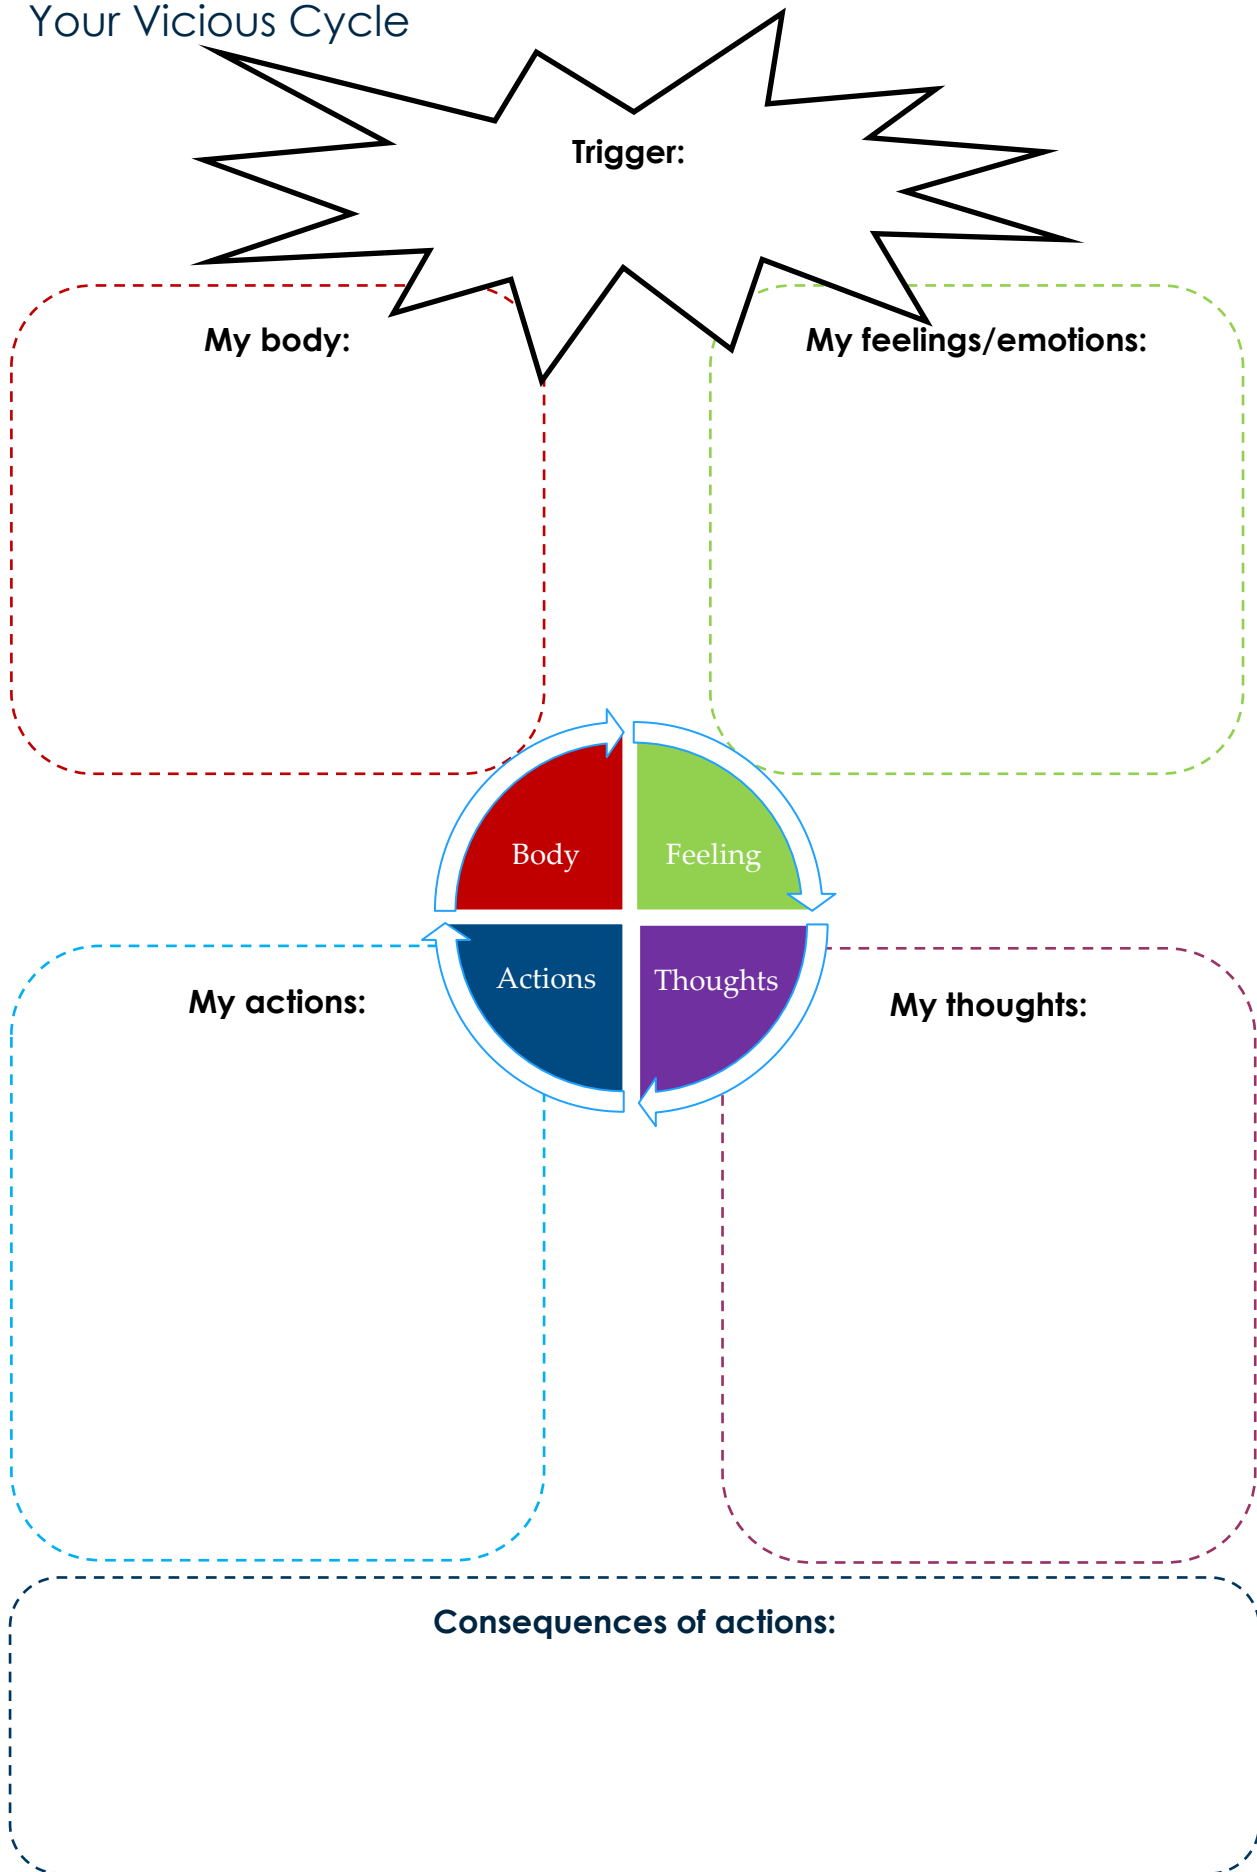 Your Vicious Cycle
Trigger:
My body:
My feelings/emotions:
Body
Feeling
Actions
Thoughts
My actions:
My thoughts:
Consequences of actions: